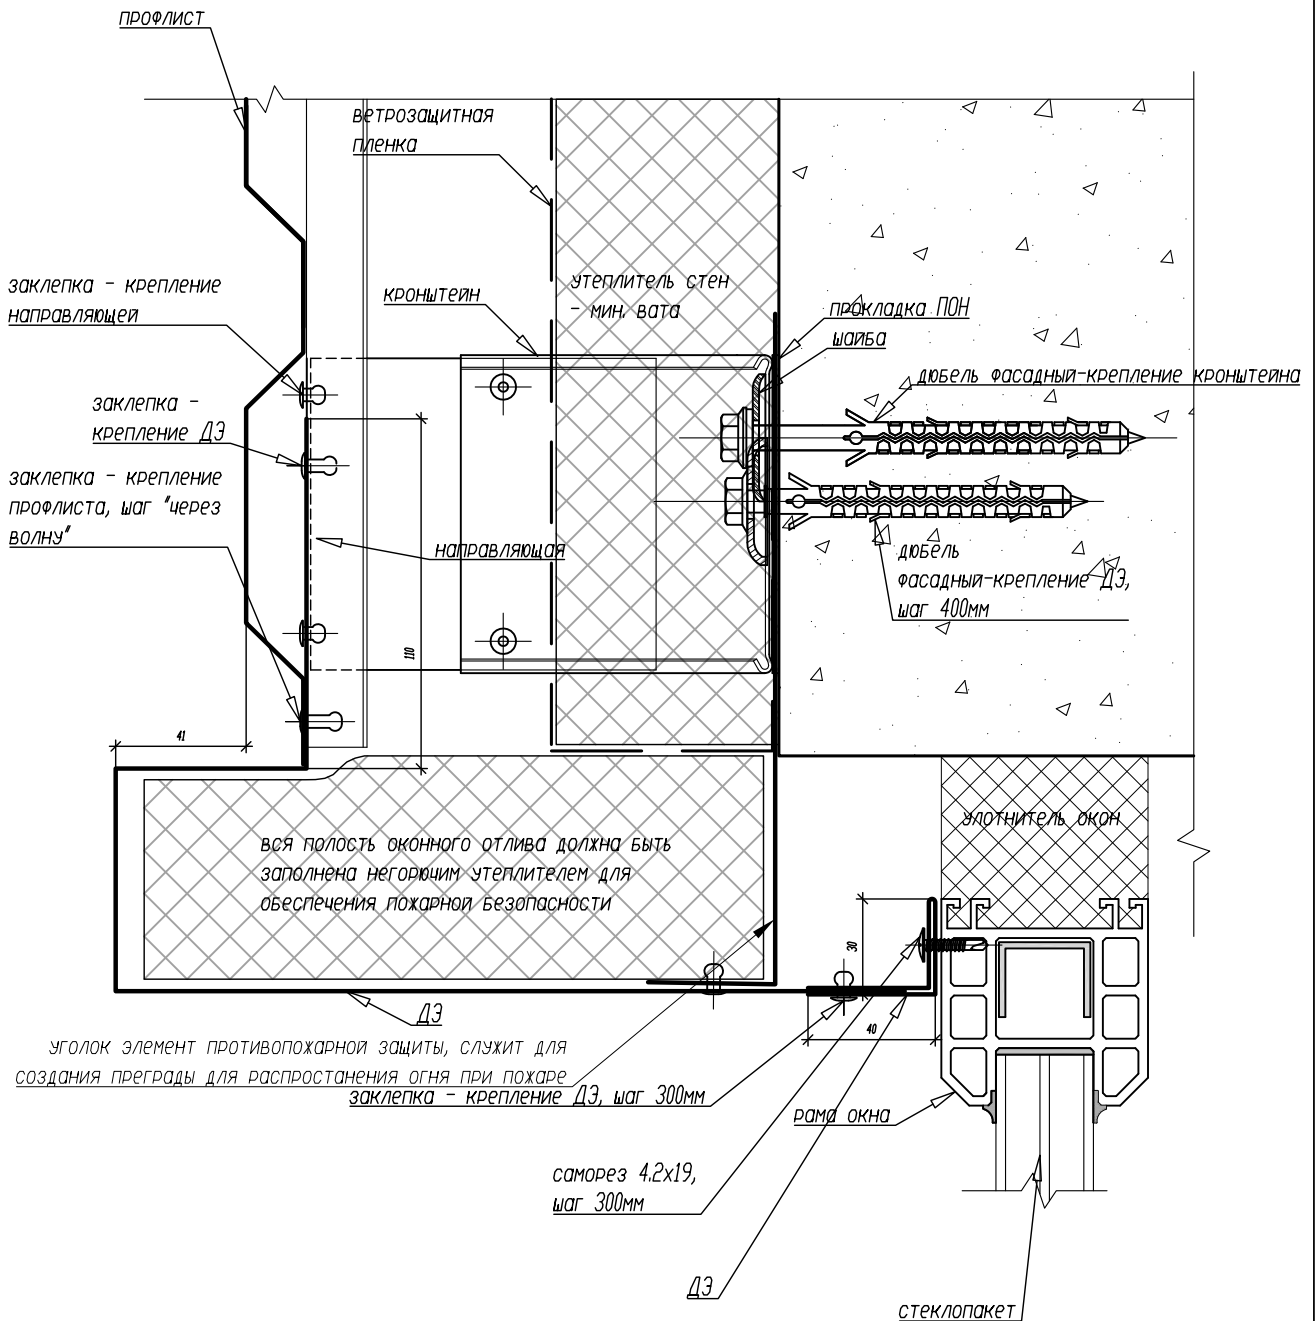 ПРОФЛИСТ
ВЕТРОЗАЩИТНАЯ
ПЛЕНКА
ЗАКЛЕПКА - КРЕПЛЕНИЕ
НАПРАВЛЯЮЩЕЙ
КРОНШТЕЙН
УТЕПЛИТЕЛЬ СТЕН
- МИН. ВАТА
ПРОКЛАДКА ПОН
ШАЙБА
ДЮБЕЛЬ ФАСАДНЫЙ-КРЕПЛЕНИЕ КРОНШТЕЙНА
ЗАКЛЕПКА -
КРЕПЛЕНИЕ ДЭ
ЗАКЛЕПКА - КРЕПЛЕНИЕ
ПРОФЛИСТА, ШАГ "ЧЕРЕЗ
ВОЛНУ"
НАПРАВЛЯЮЩАЯ
ДЮБЕЛЬ
ФАСАДНЫЙ-КРЕПЛЕНИЕ ДЭ,
ШАГ 400мм
110
41
УЛОТНИТЕЛЬ ОКОН
ВСЯ ПОЛОСТЬ ОКОННОГО ОТЛИВА ДОЛЖНА БЫТЬ
ЗАПОЛНЕНА НЕГОРЮЧИМ УТЕПЛИТЕЛЕМ ДЛЯ
ОБЕСПЕЧЕНИЯ ПОЖАРНОЙ БЕЗОПАСНОСТИ
30
ДЭ
40
УГОЛОК ЭЛЕМЕНТ ПРОТИВОПОЖАРНОЙ ЗАЩИТЫ, СЛУЖИТ ДЛЯ
СОЗДАНИЯ ПРЕГРАДЫ ДЛЯ РАСПРОСТАНЕНИЯ ОГНЯ ПРИ ПОЖАРЕ
ЗАКЛЕПКА - КРЕПЛЕНИЕ ДЭ, ШАГ 300мм
РАМА ОКНА
САМОРЕЗ 4.2х19,
ШАГ 300мм
ДЭ
СТЕКЛОПАКЕТ